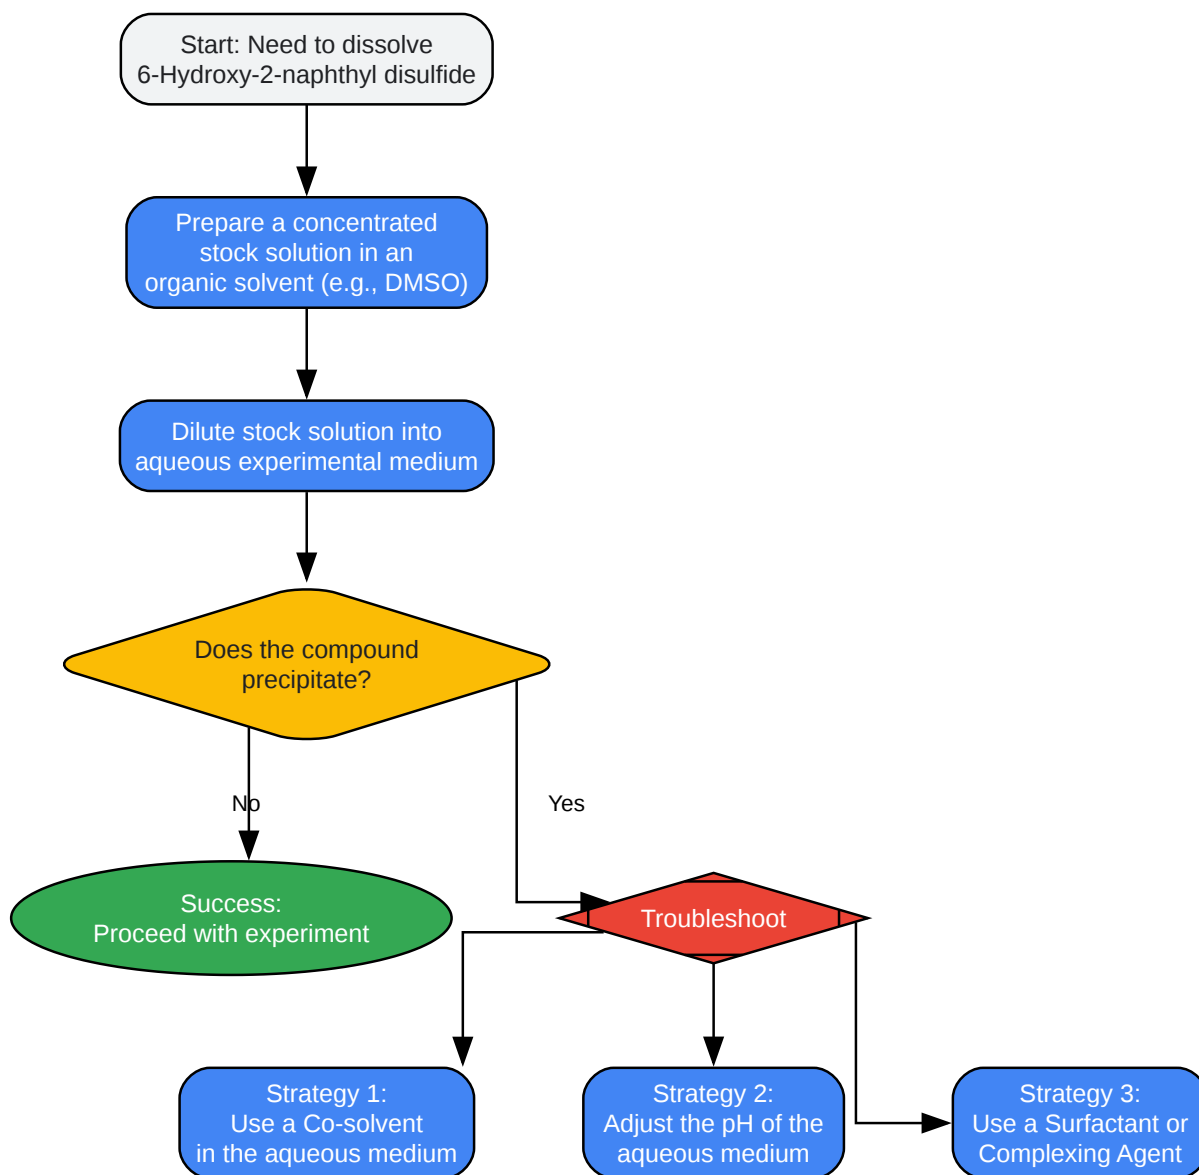 Start: Need to dissolve
6-Hydroxy-2-naphthyl disulfide
Prepare a concentrated
stock solution in an
organic solvent (e.g., DMSO)
Dilute stock solution into
aqueous experimental medium
Does the compound
precipitate?
No
Yes
Success:
Proceed with experiment
Troubleshoot
Strategy 1:
Use a Co-solvent
in the aqueous medium
Strategy 2:
Adjust the pH of the
aqueous medium
Strategy 3:
Use a Surfactant or
Complexing Agent